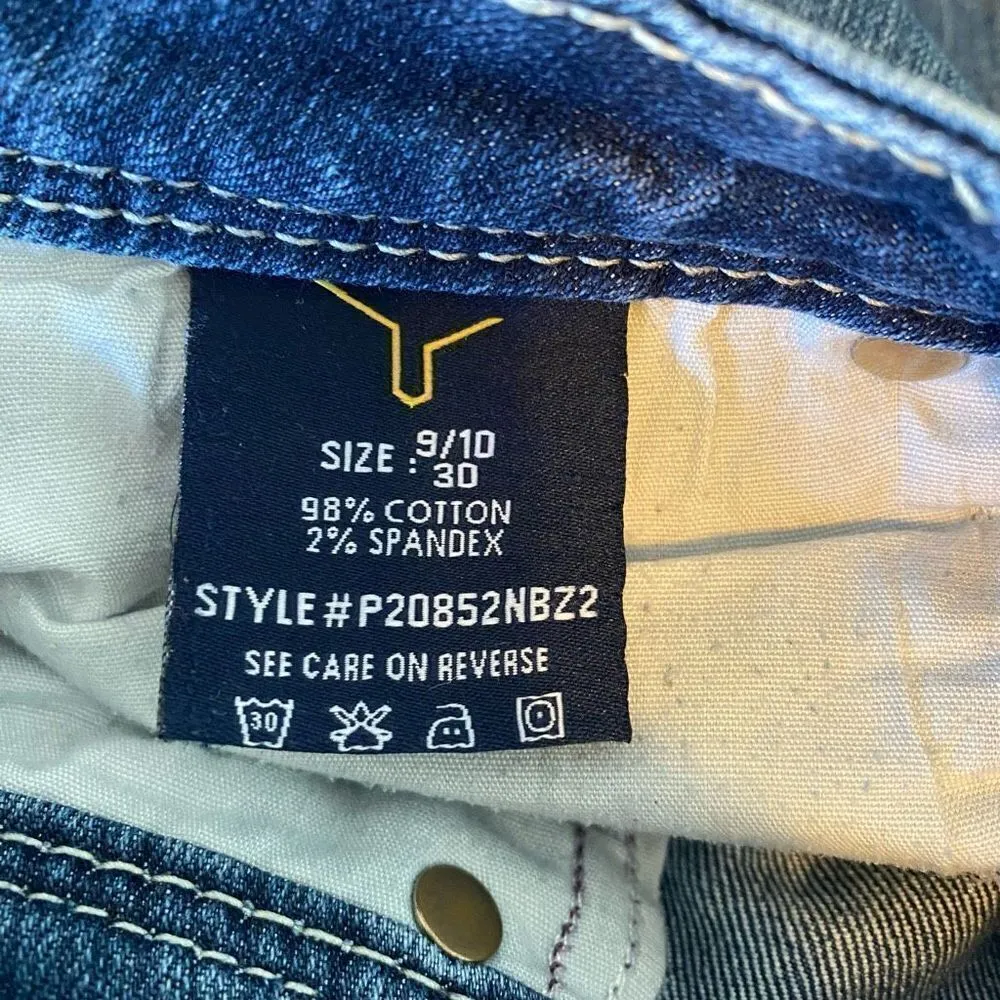 SIZE : 9/10
30
98% COTTON
2% SPANDEX
STYLE#P20852NBZ2
SEE CARE ON REVERSE
30